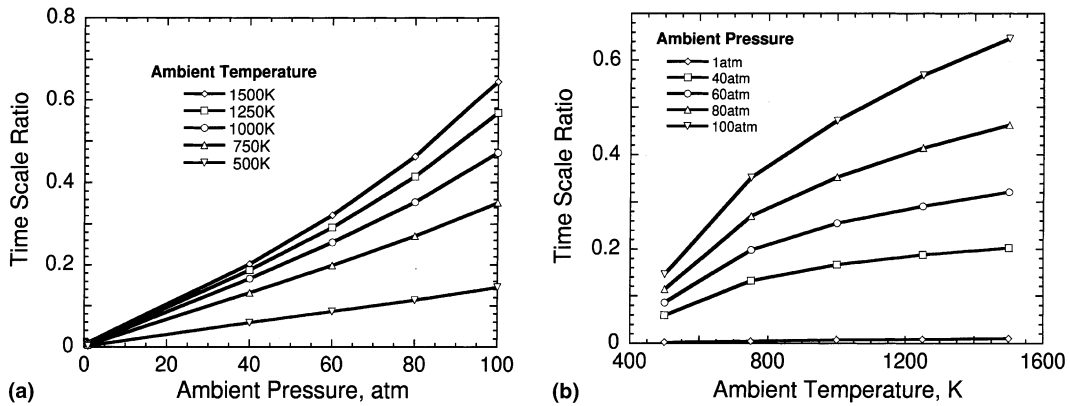 0.8
0.6
0.4
0.2
0
0 20 40 60 80 100
Time Scale Ratio
Ambient Temperature
1500K
1250K
1000K
750K
500K
(a)
Ambient Pressure, atm
0.6
0.4
0.2
0
400 800 1200 1600
Time Scale Ratio
Ambient Pressure
1atm
40atm
60atm
80atm
100atm
(b)
Ambient Temperature, K